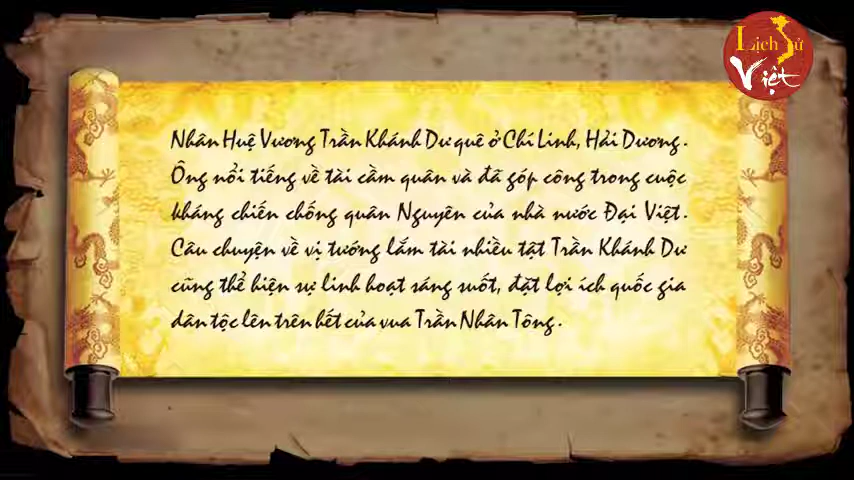 Lịch Sử
Việt
Nhân Huệ Vương Trần Khánh Dư quê ở Chí Linh, Hải Dương.
Ông nổi tiếng về tài cầm quân và đã góp công trong cuộc
kháng chiến chống quân Nguyên của nhà nước Đại Việt.
Câu chuyện về vị tướng lắm tài nhiều tật Trần Khánh Dư
cũng thể hiện sự linh hoạt sáng suốt, đặt lợi ích quốc gia
dân tộc lên trên hết của vua Trần Nhân Tông.